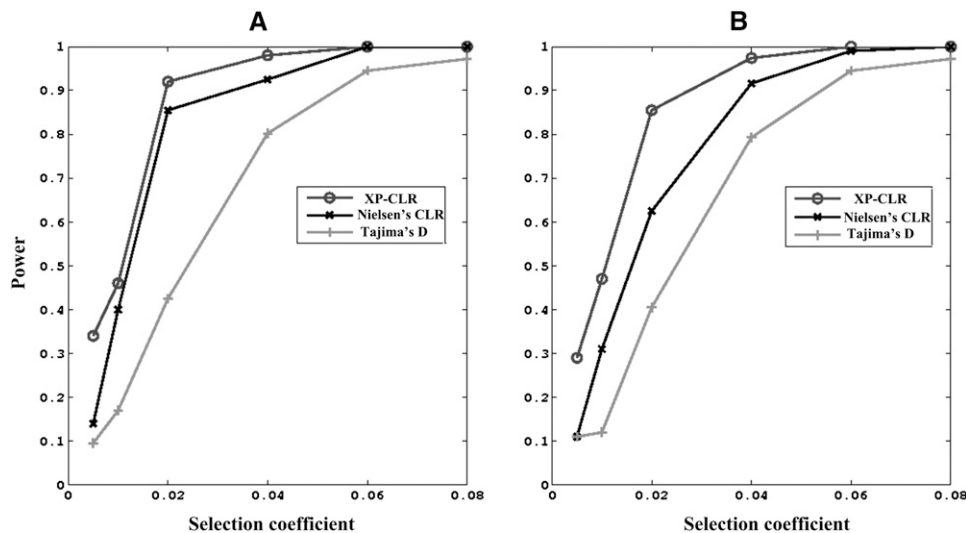 A
1
0.9
0.8
0.7
0.6
0.5
0.4
0.3
0.2
0.1
0
Power
XP-CLR
Nielsen's CLR
Tajima's D
0
0.02
0.04
0.06
0.08
Selection coefficient
B
1
0.9
0.8
0.7
0.6
0.5
0.4
0.3
0.2
0.1
0
XP-CLR
Nielsen's CLR
Tajima's D
0
0.02
0.04
0.06
0.08
Selection coefficient